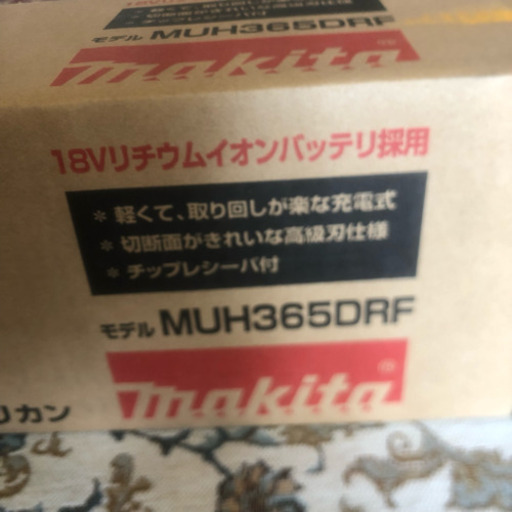 モデル MUH365DRF
makita
18Vリチウムイオンバッテリ採用
* 軽くて、取り回しが楽な充電式
* 切断面がきれいな高級刃仕様
* チップレシーバ付
モデル MUH365DRF
makita
リカン